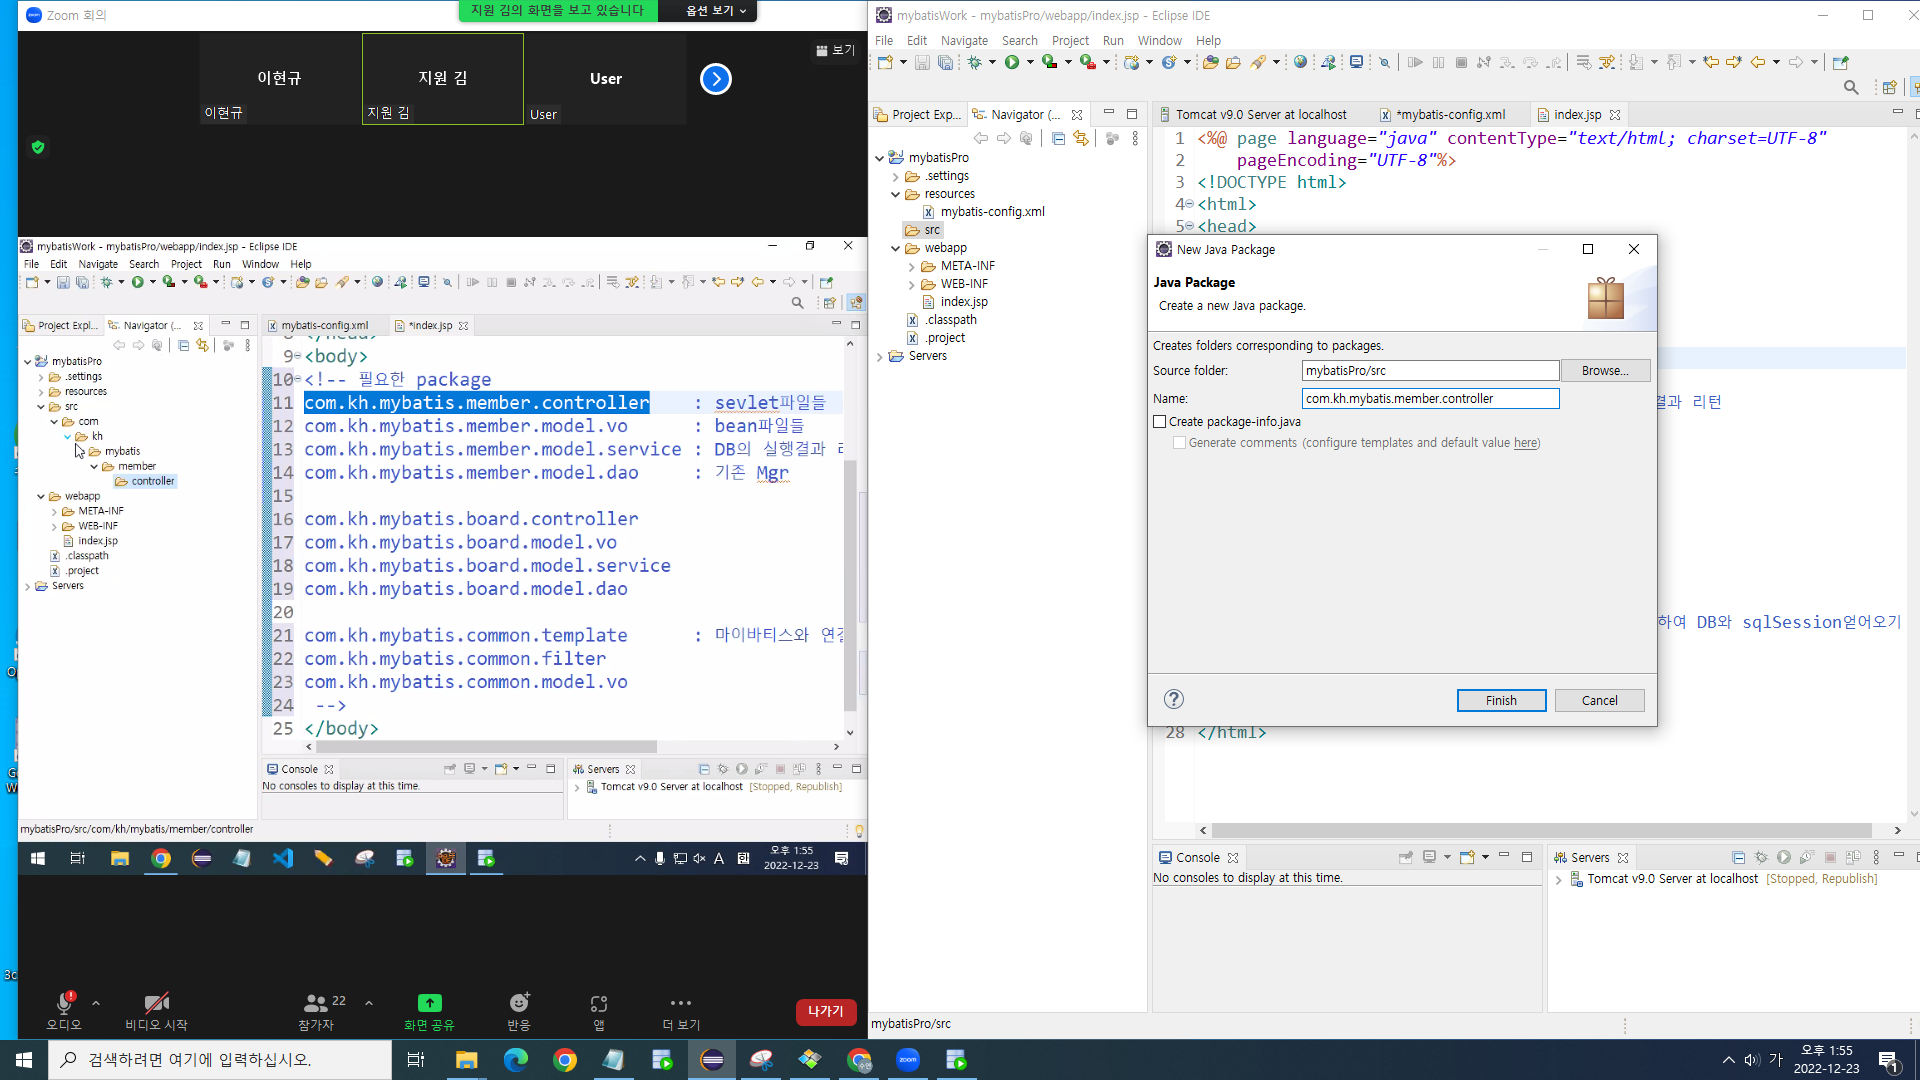 Zoom 회의
지원 김의 화면을 보고 있습니다
옵션 보기
이현규
지원 김
User
보기
이현규
지원 김
User
mybatisWork - mybatisPro/webapp/index.jsp - Eclipse IDE
File Edit Navigate Search Project Run Window Help
Project Expl...
Navigator (...
mybatis-config.xml
*index.jsp
mybatisPro
.settings
resources
src
com
kh
mybatis
member
controller
webapp
META-INF
WEB-INF
index.jsp
.classpath
.project
Servers
9 <body>
10 <!-- 필요한 package
11 com.kh.mybatis.member.controller : sevlet파일들
12 com.kh.mybatis.member.model.vo : bean파일들
13 com.kh.mybatis.member.model.service : DB의 실행결과
14 com.kh.mybatis.member.model.dao : 기존 Mgr
15
16 com.kh.mybatis.board.controller
17 com.kh.mybatis.board.model.vo
18 com.kh.mybatis.board.model.service
19 com.kh.mybatis.board.model.dao
20
21 com.kh.mybatis.common.template : 마이바티스와
22 com.kh.mybatis.common.filter
23 com.kh.mybatis.common.model.vo
24 -->
25 </body>
Console
No consoles to display at this time.
Servers
Tomcat v9.0 Server at localhost [Stopped, Republish]
mybatisPro/src/com/kh/mybatis/member/controller
A
오후 1:55
2022-12-23
오디오
비디오 시작
22
참가자
화면 공유
반응
앱
더 보기
나가기
mybatisWork - mybatisPro/webapp/index.jsp - Eclipse IDE
File Edit Navigate Search Project Run Window Help
Project Exp...
Navigator (...
Tomcat v9.0 Server at localhost
*mybatis-config.xml
index.jsp
mybatisPro
.settings
resources
mybatis-config.xml
src
webapp
META-INF
WEB-INF
index.jsp
.classpath
.project
Servers
1 <%@ page language="java" contentType="text/html; charset=UTF-8"
2 pageEncoding="UTF-8"%>
3 <!DOCTYPE html>
4 <html>
5 <head>
결과 리턴
하여 DB와 sqlSession얻어오기
28 </html>
New Java Package
Java Package
Create a new Java package.
Creates folders corresponding to packages.
Source folder: mybatisPro/src Browse...
Name: com.kh.mybatis.member.controller
Create package-info.java
Generate comments (configure templates and default value here)
Finish Cancel
Console
No consoles to display at this time.
Servers
Tomcat v9.0 Server at localhost [Stopped, Republish]
mybatisPro/src
검색하려면 여기에 입력하십시오.
zoom
가
오후 1:55
2022-12-23
1